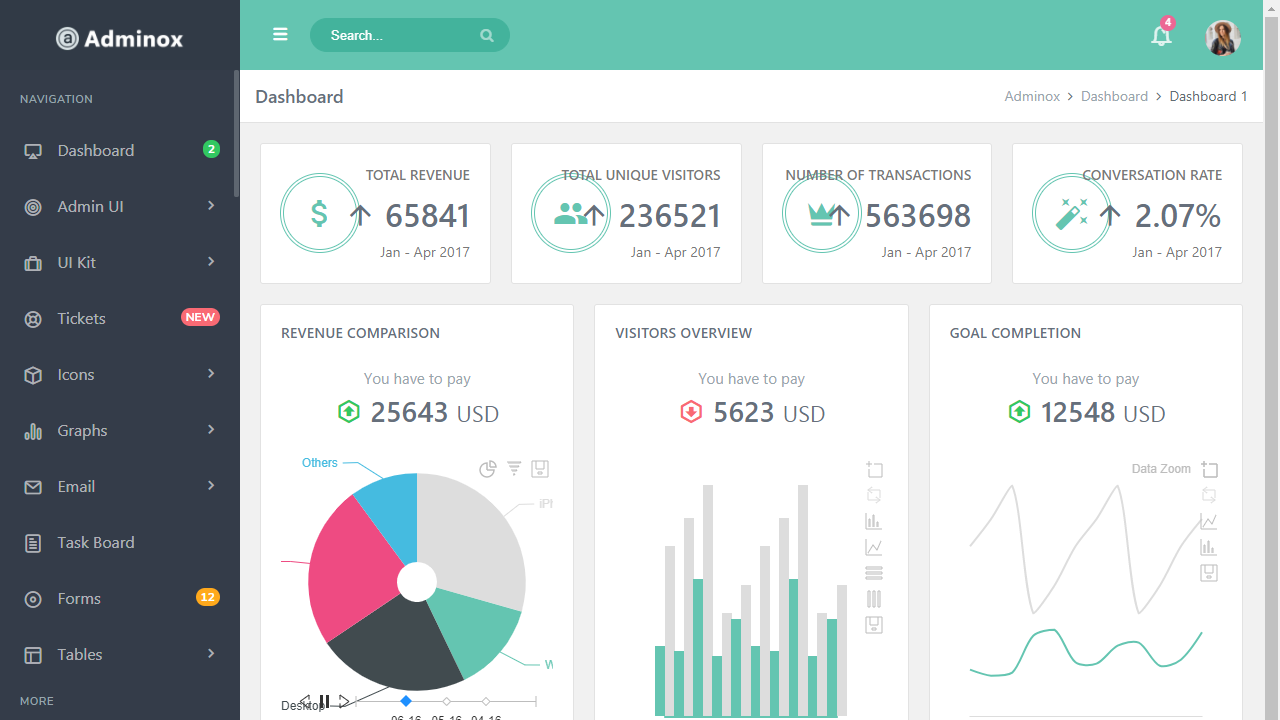 Adminox
Search...
4
NAVIGATION
Dashboard
2
Admin UI
UI Kit
Tickets
NEW
Icons
Graphs
Email
Task Board
Forms
12
Tables
MORE
Dashboard
Adminox > Dashboard > Dashboard 1
TOTAL REVENUE
65841
Jan - Apr 2017
TOTAL UNIQUE VISITORS
236521
Jan - Apr 2017
NUMBER OF TRANSACTIONS
563698
Jan - Apr 2017
CONVERSATION RATE
2.07%
Jan - Apr 2017
REVENUE COMPARISON
You have to pay
25643 USD
Others
Desktop
06-16 05-16 04-16
VISITORS OVERVIEW
You have to pay
5623 USD
GOAL COMPLETION
You have to pay
12548 USD
Data Zoom